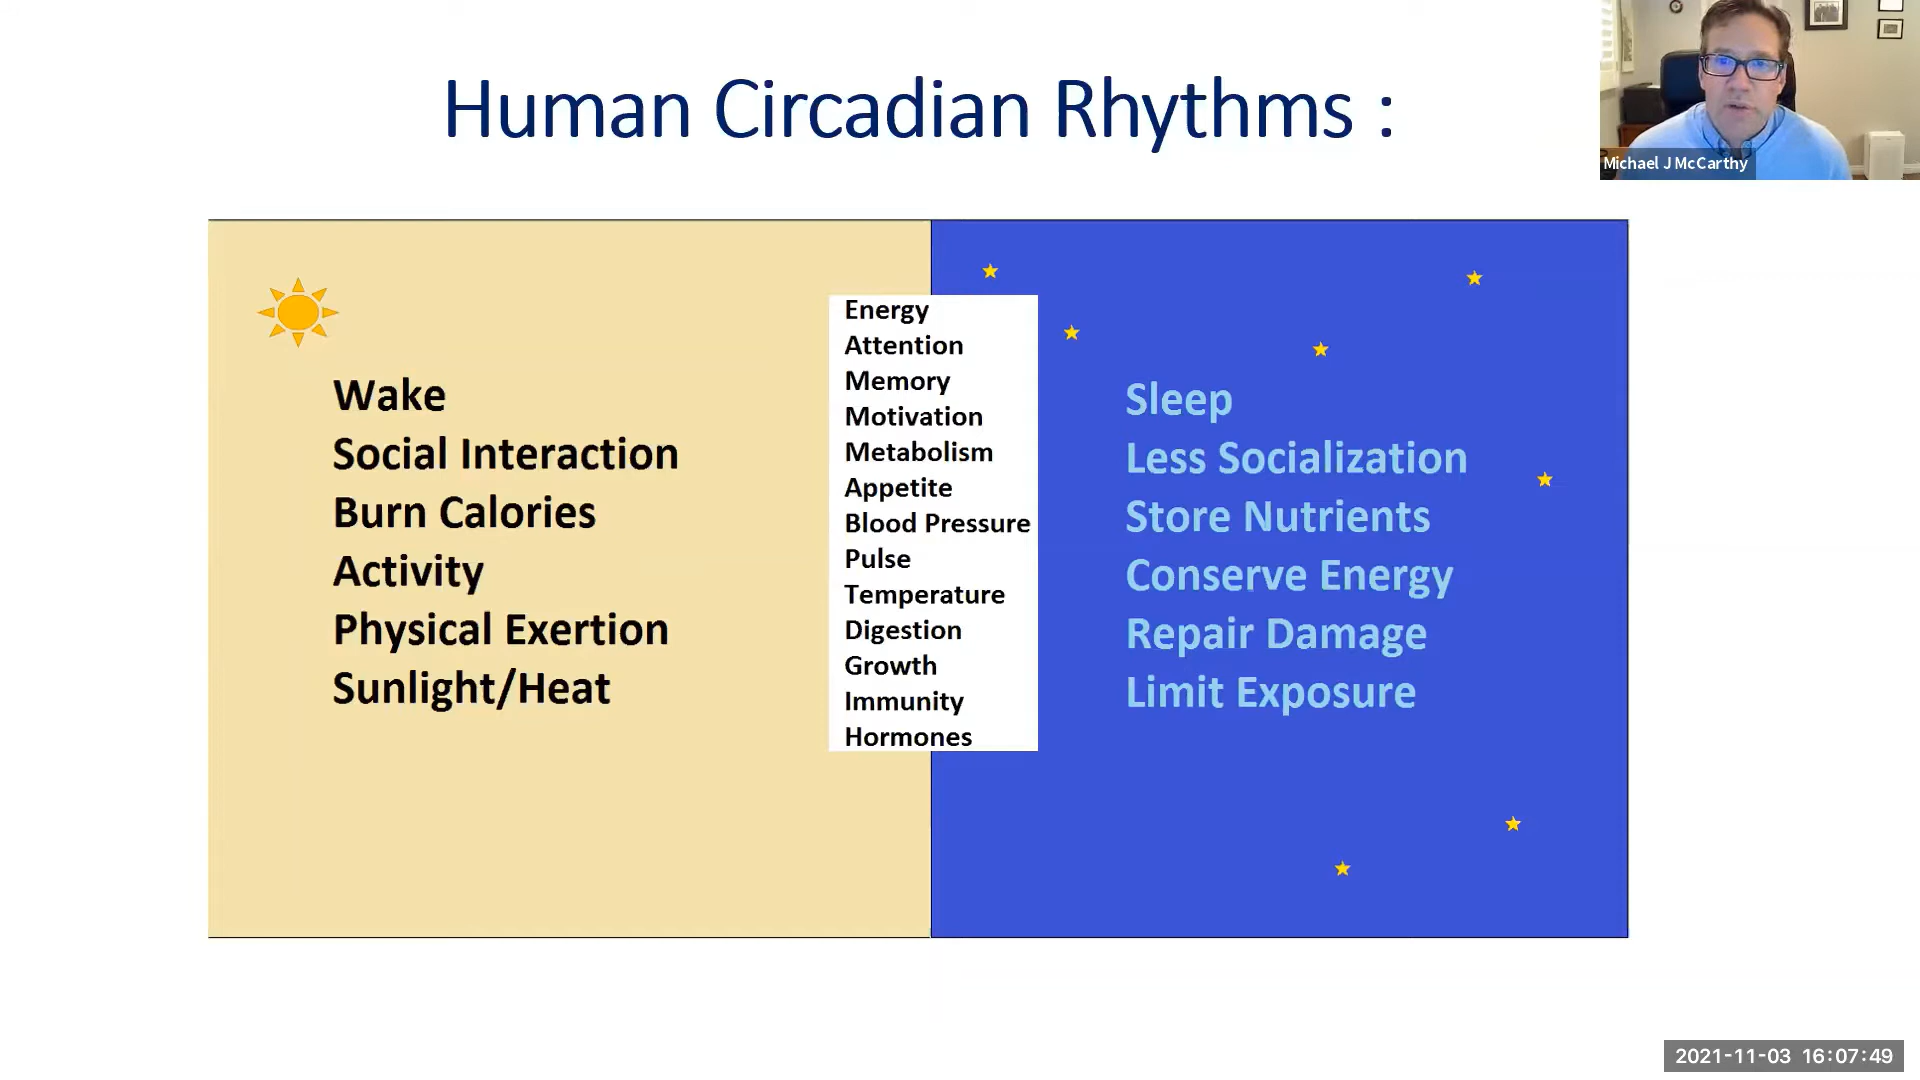 Human Circadian Rhythms :
Michael J McCarthy
Wake
Social Interaction
Burn Calories
Activity
Physical Exertion
Sunlight/Heat
Energy
Attention
Memory
Motivation
Metabolism
Appetite
Blood Pressure
Pulse
Temperature
Digestion
Growth
Immunity
Hormones
Sleep
Less Socialization
Store Nutrients
Conserve Energy
Repair Damage
Limit Exposure
2021-11-03 16:07:49